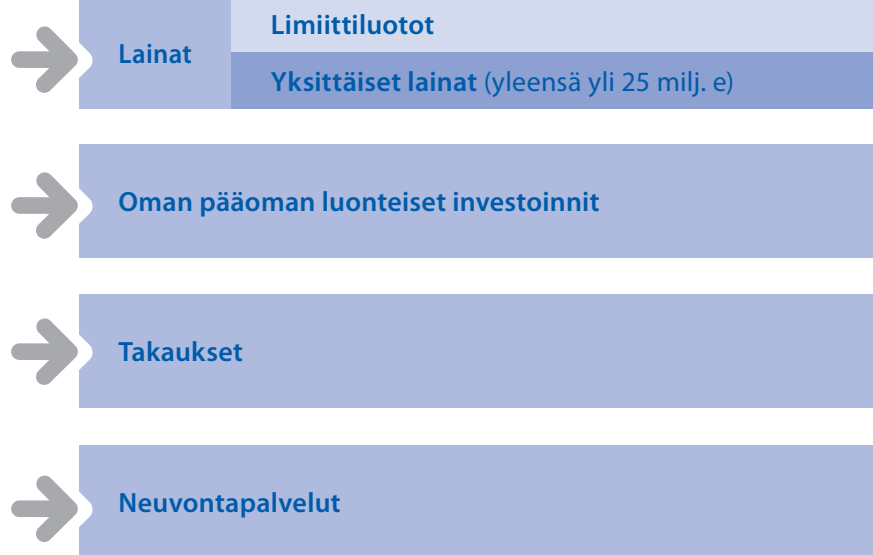 Lainat
Limiittiluotot
Yksittäiset lainat (yleensä yli 25 milj. e)
Oman pääoman luonteiset investoinnit
Takaukset
Neuvontapalvelut